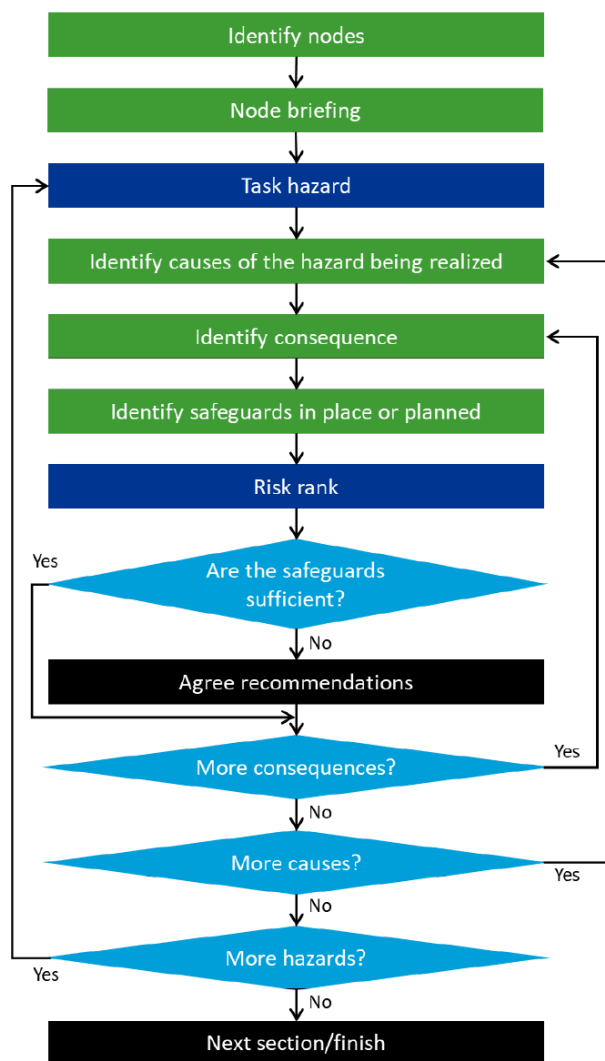 Identify nodes
Node briefing
Task hazard
Identify causes of the hazard being realized
Identify consequence
Identify safeguards in place or planned
Risk rank
Yes
Are the safeguards
sufficient?
No
Agree recommendations
More consequences?
Yes
No
More causes?
Yes
No
More hazards?
Yes
No
Next section/finish